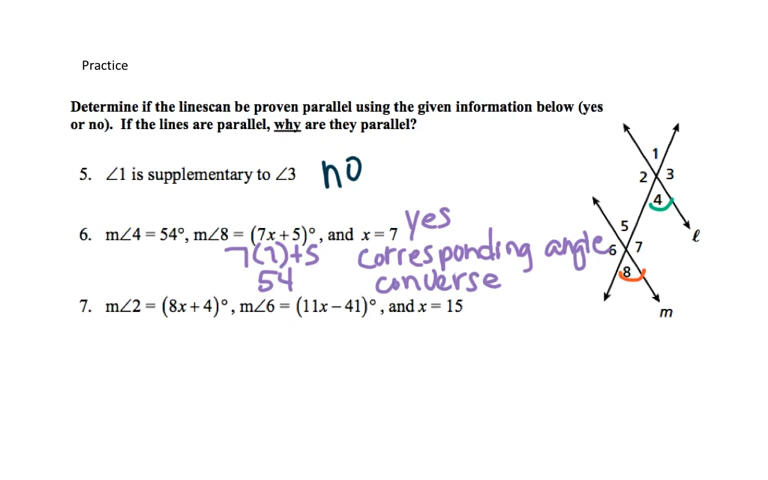 Practice
Determine if the linescan be proven parallel using the given information below (yes
or no). If the lines are parallel, why are they parallel?
5. ∠1 is supplementary to ∠3 no
6. m∠4 = 54°, m∠8 = (7x + 5)°, and x = 7 yes
7(7)+5 corresponding angle
54 converse
7. m∠2 = (8x + 4)°, m∠6 = (11x – 41)°, and x = 15
1
2 3
4
5
ℓ
6 7
8
m